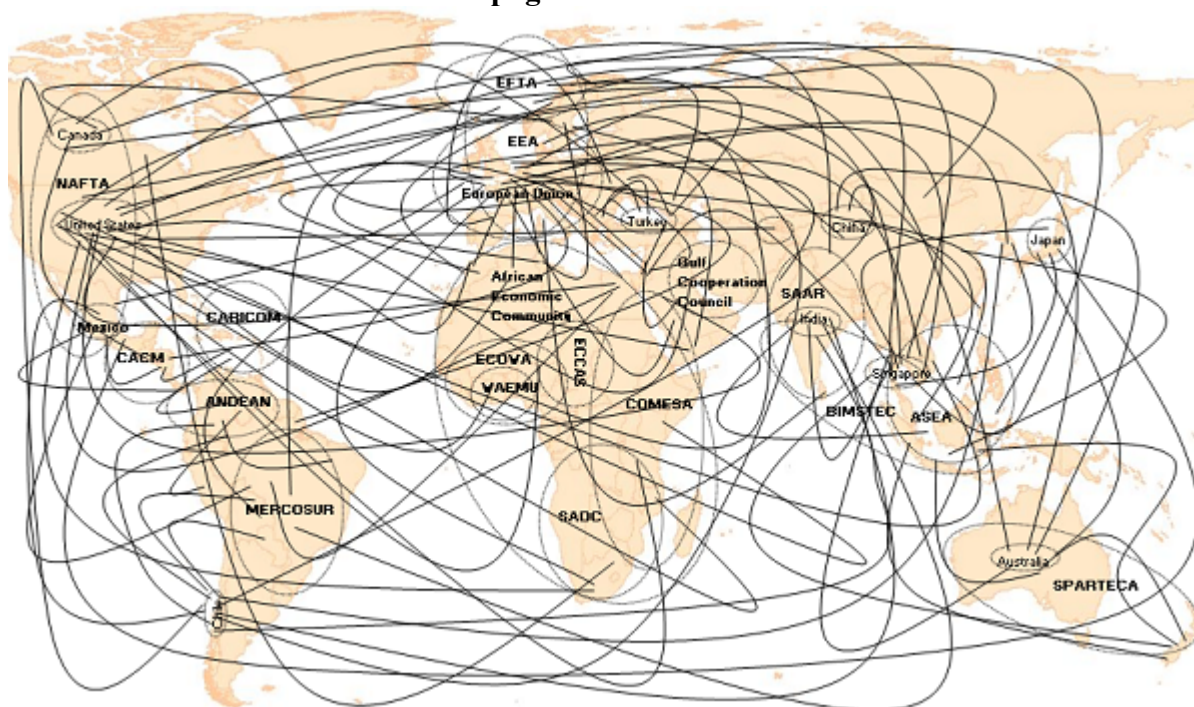 EFTA
Canada
EEA
NAFTA
European Union
United States
Turkey
China
Japan
African
Economic
Community
Gulf
Cooperation
Council
SAAR
India
Mexico
CARICOM
CAEM
ECOWA
ECCAS
WAEMU
Singapore
ANDEAN
COMESA
BIMSTEC
ASEA
MERCOSUR
SADC
Australia
SPARTECA
Chile